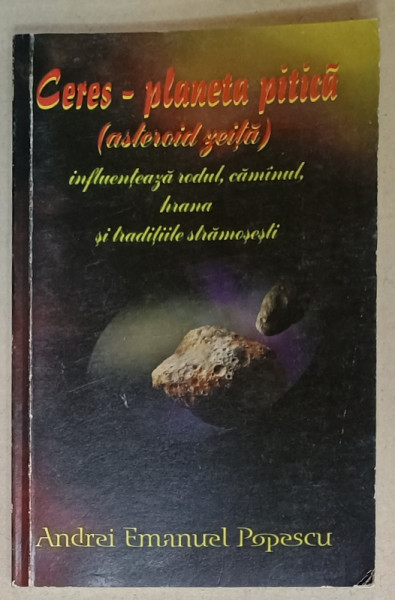 Ceres - planeta pitică
(asteroid zeiță)
influențează rodul, căminul,
hrana
și tradițiile strămoșești
Andrei Emanuel Popescu